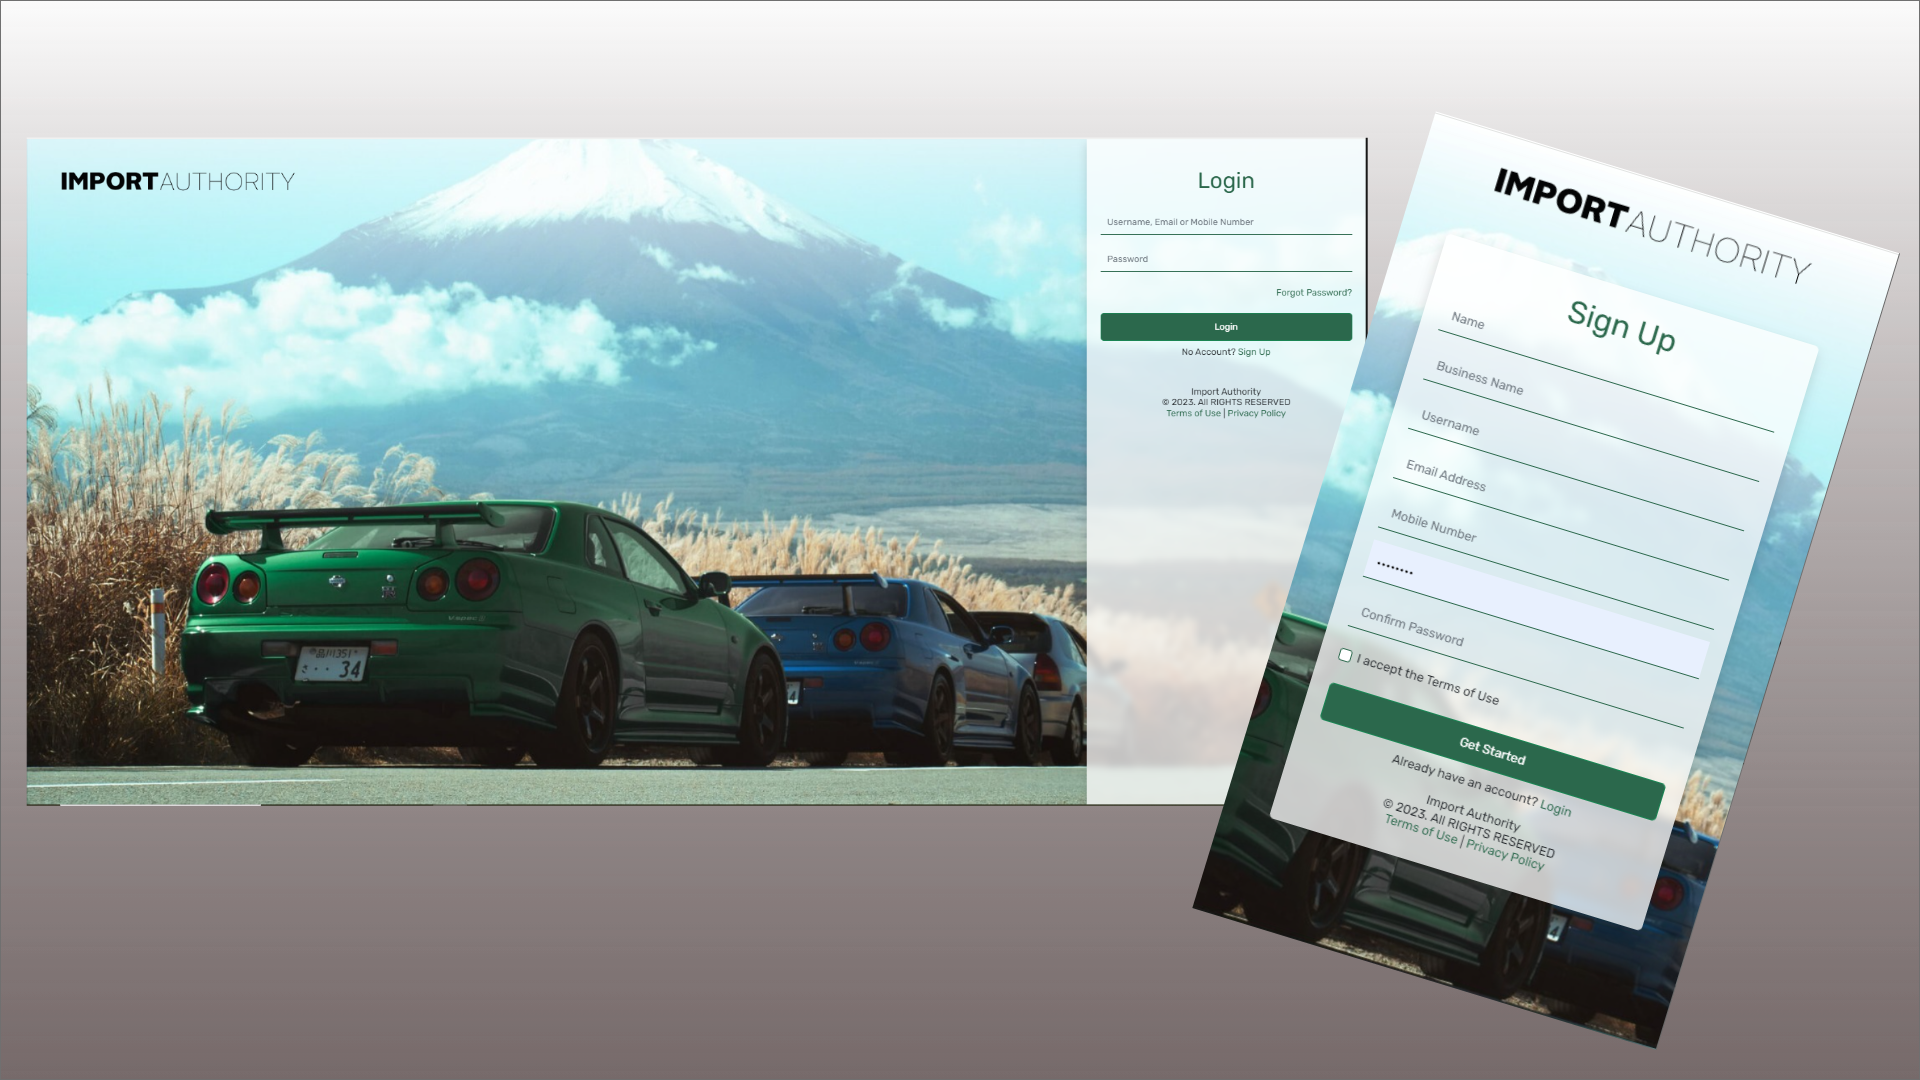 IMPORTAUTHORITY
Login
Username, Email or Mobile Number
Password
Forgot Password?
Login
No Account? Sign Up
Import Authority
© 2023. All RIGHTS RESERVED
Terms of Use | Privacy Policy
34
4
IMPORTAUTHORITY
Sign Up
Name
Business Name
Username
Email Address
Mobile Number
••••••••
Confirm Password
I accept the Terms of Use
Get Started
Already have an account? Login
Import Authority
© 2023. All RIGHTS RESERVED
Terms of Use | Privacy Policy
4